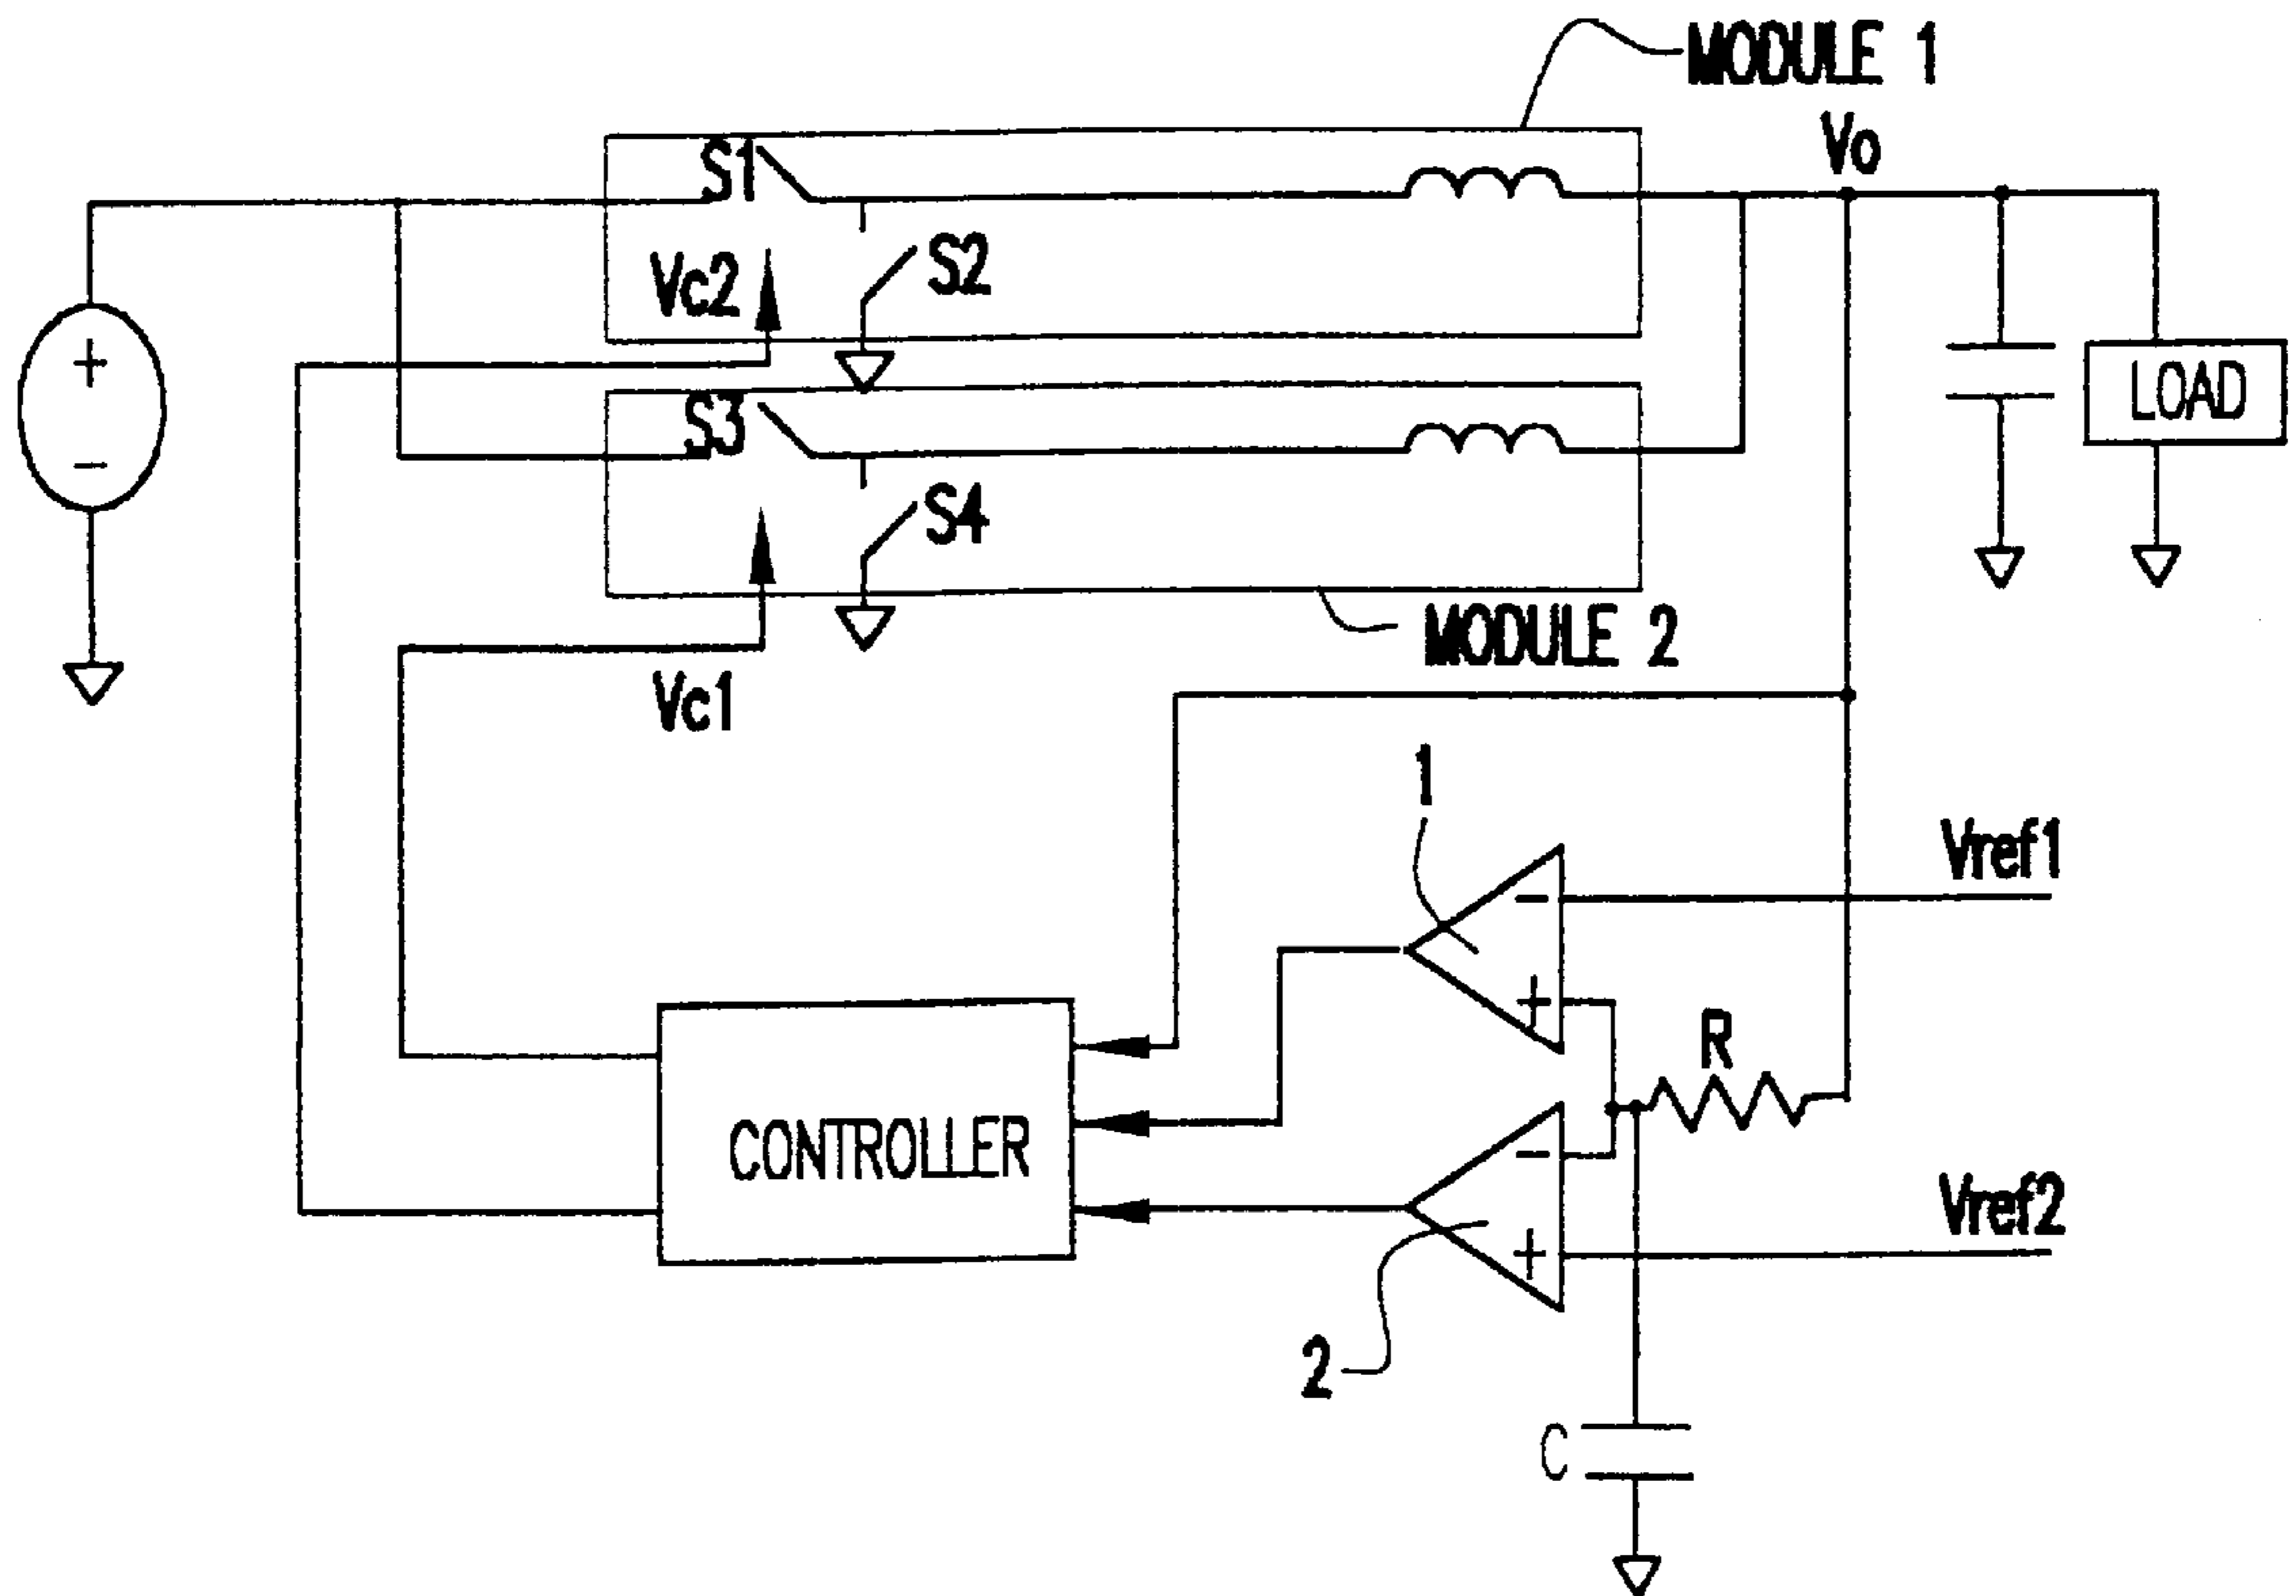 MODULE 1
Vo
S1
S2
Vc2
+
−
LOAD
S3
S4
MODULE 2
Vc1
1
Vref1
−
+
R
CONTROLLER
−
Vref2
+
2
C